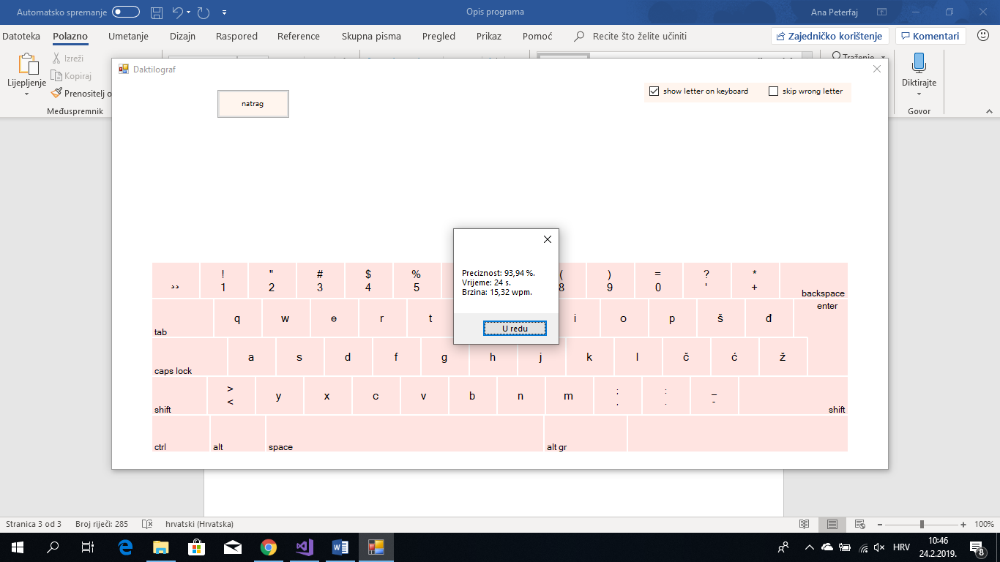 Automatsko spremanje
Opis programa
Ana Peterfaj
Datoteka Polazno Umetanje Dizajn Raspored Reference Skupna pisma Pregled Prikaz Pomoć Recite što želite učiniti Zajedničko korištenje Komentari
Lijepljenje
Izreži
Kopiraj
Prenositelj o
Međuspremnik
Traženje
Diktirajte
Govor
Daktilograf
natrag
show letter on keyboard skip wrong letter
Preciznost: 93,94 %.
Vrijeme: 24 s.
Brzina: 15,32 wpm.
U redu
! " # $ % ( ) = ? *
1 2 3 4 5 8 9 0 ' + backspace
tab q w e r t i o p š đ enter
caps lock a s d f g h j k l č ć ž
shift > < y x c v b n m ; . : . _ - shift
ctrl alt space alt gr
Stranica 3 od 3 Broj riječi: 285 hrvatski (Hrvatska) 100%
HRV 10:46
24.2.2019. 8